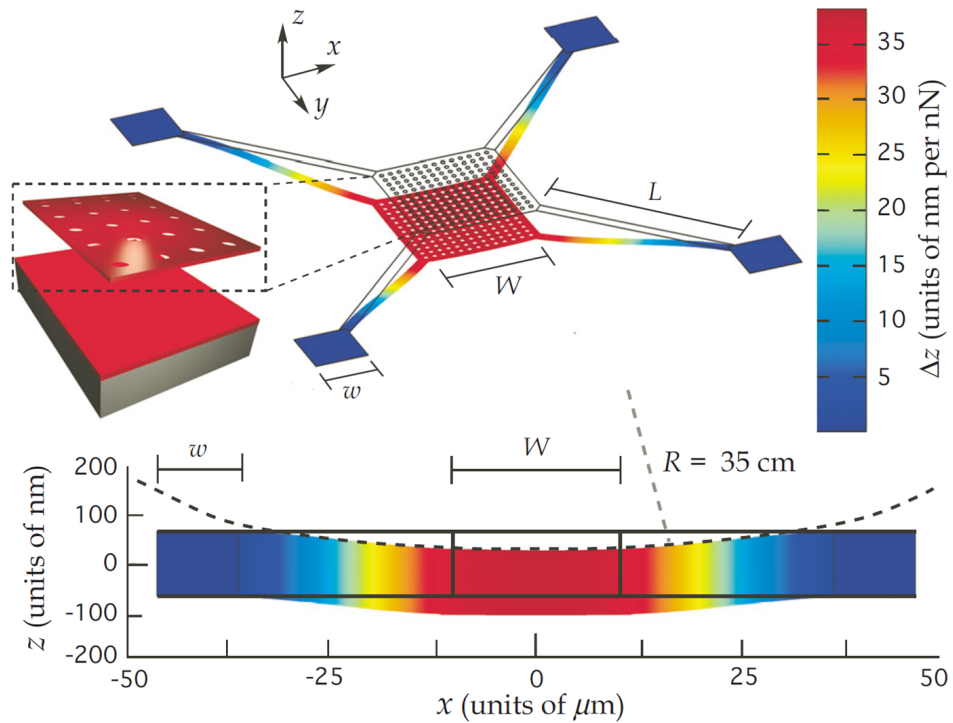 z
x
y
L
W
w
35
30
25
20
15
10
5
Δz (units of nm per nN)
w
W
R = 35 cm
200
100
0
-100
-200
z (units of nm)
-50
-25
0
25
50
x (units of μm)